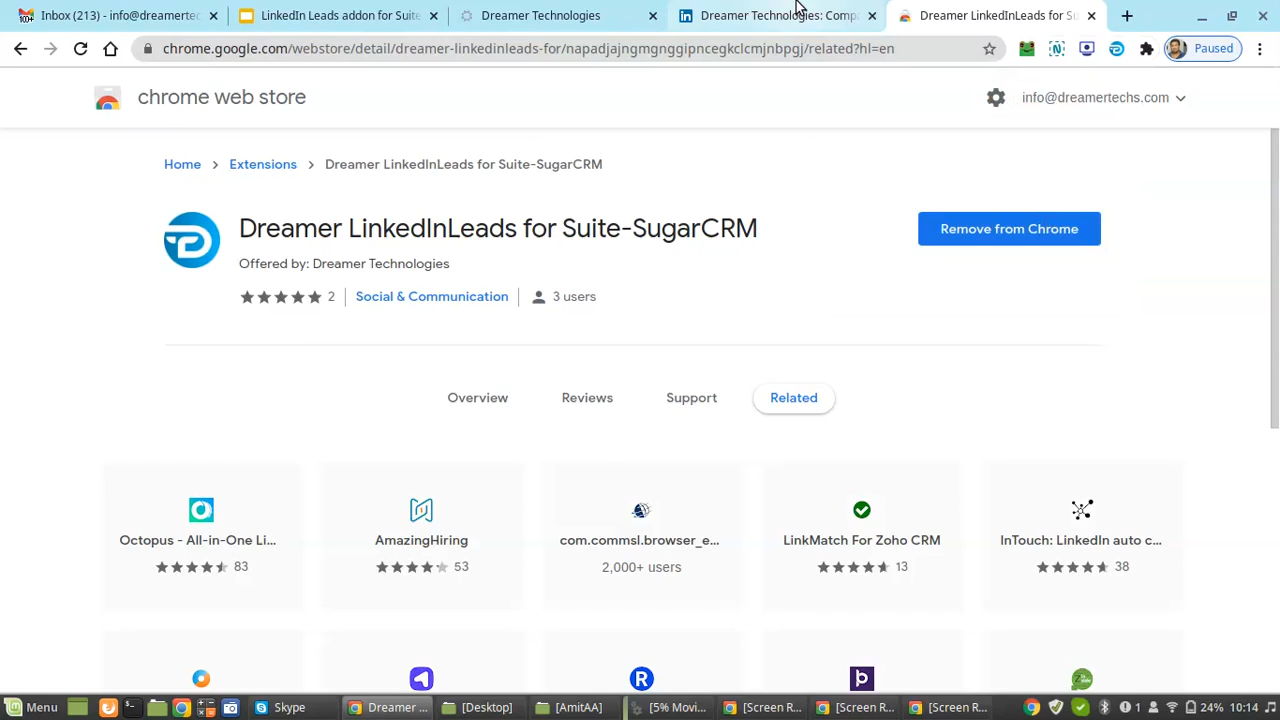 Inbox (213) - info@dreamertec
LinkedIn Leads addon for Suite
Dreamer Technologies
Dreamer Technologies: Compa
Dreamer LinkedInLeads for Su
chrome.google.com/webstore/detail/dreamer-linkedinleads-for/napadjajngmgnggipncegkclcmjnbpgj/related?hl=en
Paused
chrome web store
info@dreamertechs.com
Home > Extensions > Dreamer LinkedInLeads for Suite-SugarCRM
Dreamer LinkedInLeads for Suite-SugarCRM
Remove from Chrome
Offered by: Dreamer Technologies
2 | Social & Communication | 3 users
Overview Reviews Support Related
Octopus - All-in-One Li...
83
AmazingHiring
53
com.commsl.browser_e...
2,000+ users
LinkMatch For Zoho CRM
13
InTouch: LinkedIn auto c...
38
Menu Skype Dreamer ... [Desktop] [AmitAA] [5% Movi... [Screen R... [Screen R... [Screen R... 1 24% 10:14